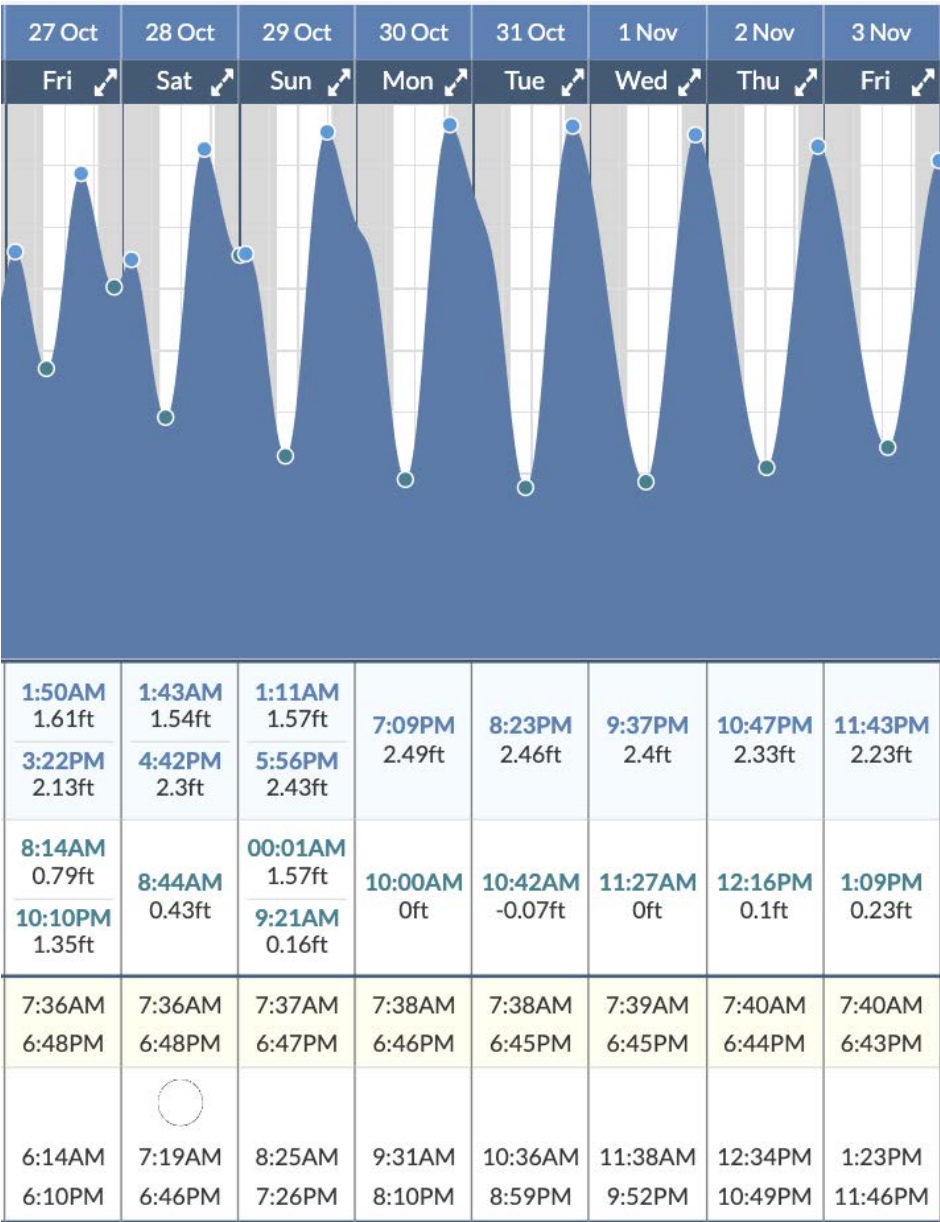 27 Oct 28 Oct 29 Oct 30 Oct 31 Oct 1 Nov 2 Nov 3 Nov
Fri Sat Sun Mon Tue Wed Thu Fri
1:50AM 1:43AM 1:11AM
1.61ft 1.54ft 1.57ft
7:09PM 8:23PM 9:37PM 10:47PM 11:43PM
2.49ft 2.46ft 2.4ft 2.33ft 2.23ft
3:22PM 4:42PM 5:56PM
2.13ft 2.3ft 2.43ft
8:14AM 00:01AM
0.79ft 1.57ft
8:44AM 10:00AM 10:42AM 11:27AM 12:16PM 1:09PM
0.43ft 0ft -0.07ft 0ft 0.1ft 0.23ft
10:10PM 9:21AM
1.35ft 0.16ft
7:36AM 7:36AM 7:37AM 7:38AM 7:38AM 7:39AM 7:40AM 7:40AM
6:48PM 6:48PM 6:47PM 6:46PM 6:45PM 6:45PM 6:44PM 6:43PM
6:14AM 7:19AM 8:25AM 9:31AM 10:36AM 11:38AM 12:34PM 1:23PM
6:10PM 6:46PM 7:26PM 8:10PM 8:59PM 9:52PM 10:49PM 11:46PM